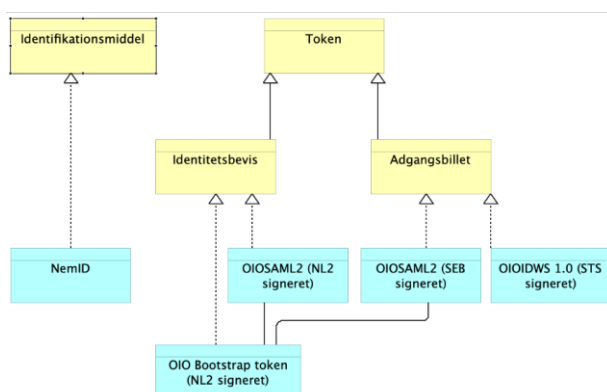 Identifikationsmiddel
Token
Identitetsbevis
Adgangsbillet
NemID
OIOSAML2 (NL2
signeret)
OIOSAML2 (SEB
signeret)
OIOIDWS 1.0 (STS
signeret)
OIO Bootstrap token
(NL2 signeret)